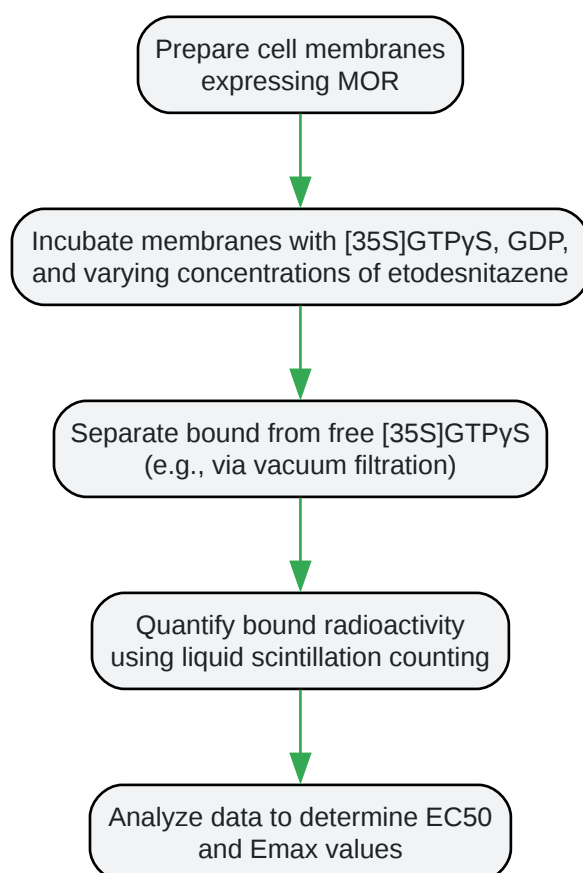 Prepare cell membranes
expressing MOR
Incubate membranes with [35S]GTPγS, GDP,
and varying concentrations of etodesnitazene
Separate bound from free [35S]GTPγS
(e.g., via vacuum filtration)
Quantify bound radioactivity
using liquid scintillation counting
Analyze data to determine EC50
and Emax values